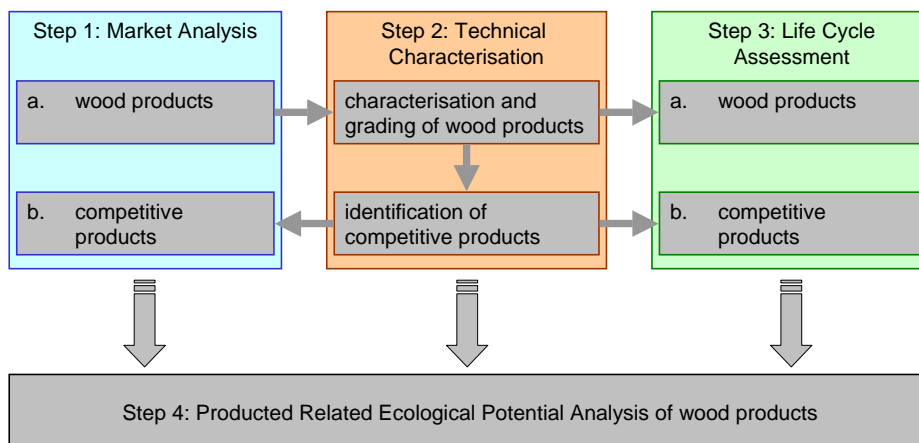 Step 1: Market Analysis
a. wood products
b. competitive
products
Step 2: Technical
Characterisation
characterisation and
grading of wood products
identification of
competitive products
Step 3: Life Cycle
Assessment
a. wood products
b. competitive
products
Step 4: Producted Related Ecological Potential Analysis of wood products